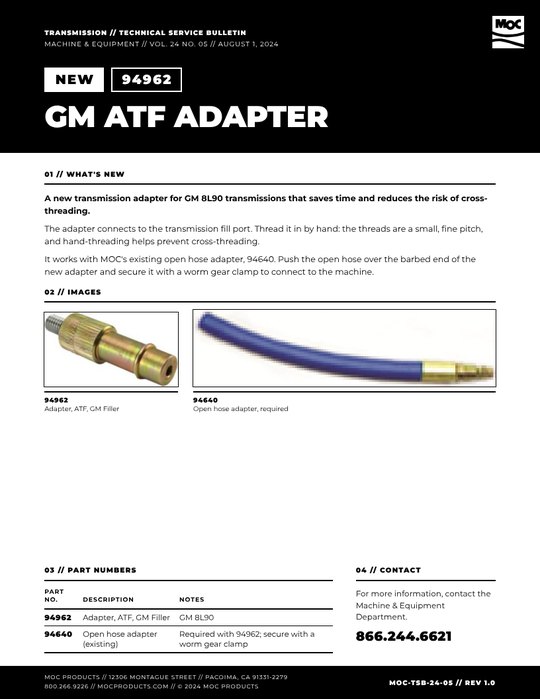 TRANSMISSION // TECHNICAL SERVICE BULLETIN
MACHINE & EQUIPMENT // VOL. 24 NO. 05 // AUGUST 1, 2024
MOC
NEW 94962
GM ATF ADAPTER
01 // WHAT'S NEW
A new transmission adapter for GM 8L90 transmissions that saves time and reduces the risk of cross-
threading.
The adapter connects to the transmission fill port. Thread it in by hand: the threads are a small, fine pitch,
and hand-threading helps prevent cross-threading.
It works with MOC's existing open hose adapter, 94640. Push the open hose over the barbed end of the
new adapter and secure it with a worm gear clamp to connect to the machine.
02 // IMAGES
94962
Adapter, ATF, GM Filler
94640
Open hose adapter, required
03 // PART NUMBERS
PART
NO. DESCRIPTION NOTES
94962 Adapter, ATF, GM Filler GM 8L90
94640 Open hose adapter Required with 94962; secure with a
(existing) worm gear clamp
04 // CONTACT
For more information, contact the
Machine & Equipment
Department.
866.244.6621
MOC PRODUCTS // 12306 MONTAGUE STREET // PACOIMA, CA 91331-2279
800.266.9226 // MOCPRODUCTS.COM // © 2024 MOC PRODUCTS
MOC-TSB-24-05 // REV 1.0